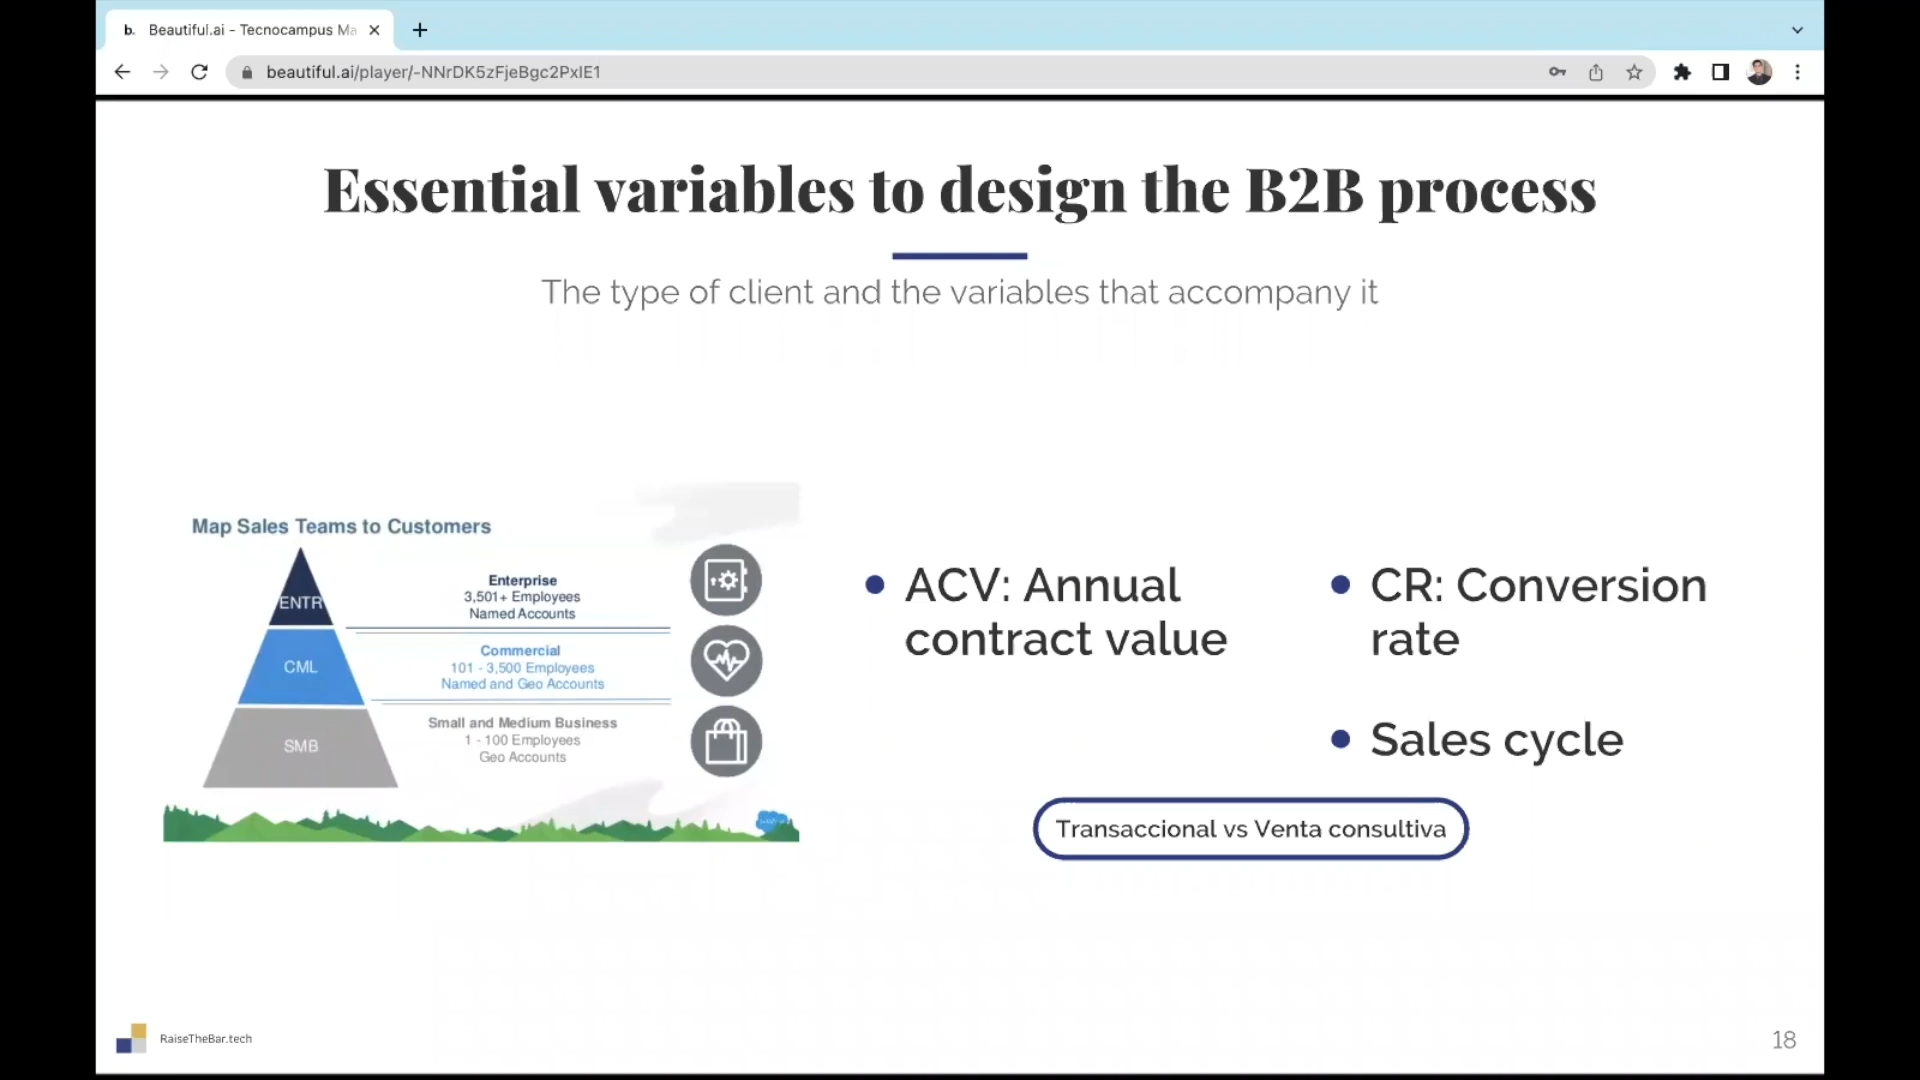 b. Beautiful.ai - Tecnocampus Ma
beautiful.ai/player/-NNrDK5zFjeBgc2PxIE1
Essential variables to design the B2B process
The type of client and the variables that accompany it
Map Sales Teams to Customers
ENTR
Enterprise
3,501+ Employees
Named Accounts
CML
Commercial
101 - 3,500 Employees
Named and Geo Accounts
SMB
Small and Medium Business
1 - 100 Employees
Geo Accounts
ACV: Annual
contract value
CR: Conversion
rate
Sales cycle
Transaccional vs Venta consultiva
RaiseTheBar.tech
18